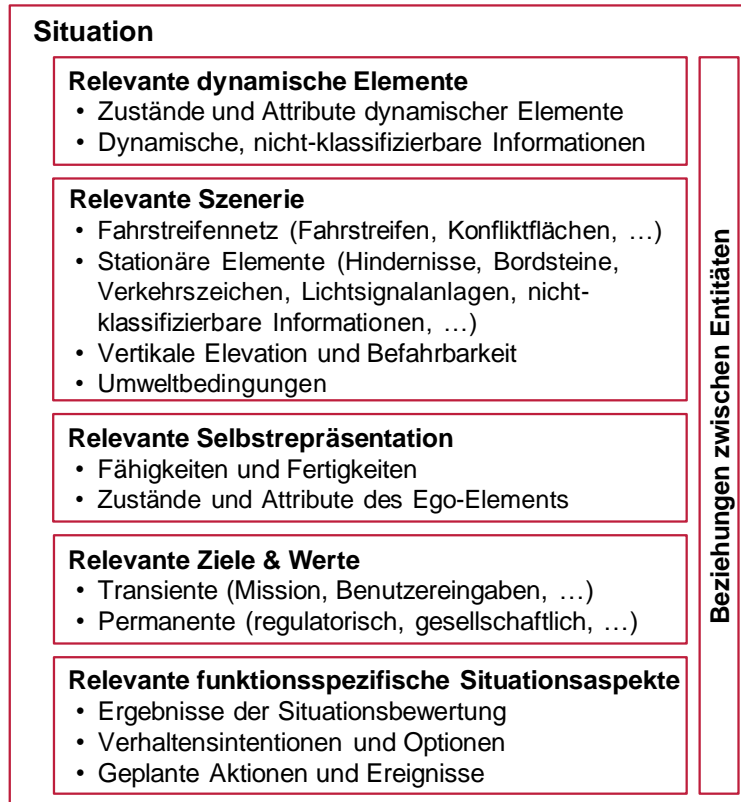 Situation
Relevante dynamische Elemente
• Zustände und Attribute dynamischer Elemente
• Dynamische, nicht-klassifizierbare Informationen
Relevante Szenerie
• Fahrstreifennetz (Fahrstreifen, Konfliktflächen, …)
• Stationäre Elemente (Hindernisse, Bordsteine,
Verkehrszeichen, Lichtsignalanlagen, nicht-
klassifizierbare Informationen, …)
• Vertikale Elevation und Befahrbarkeit
• Umweltbedingungen
Relevante Selbstrepräsentation
• Fähigkeiten und Fertigkeiten
• Zustände und Attribute des Ego-Elements
Relevante Ziele & Werte
• Transiente (Mission, Benutzereingaben, …)
• Permanente (regulatorisch, gesellschaftlich, …)
Relevante funktionsspezifische Situationsaspekte
• Ergebnisse der Situationsbewertung
• Verhaltensintentionen und Optionen
• Geplante Aktionen und Ereignisse
Beziehungen zwischen Entitäten